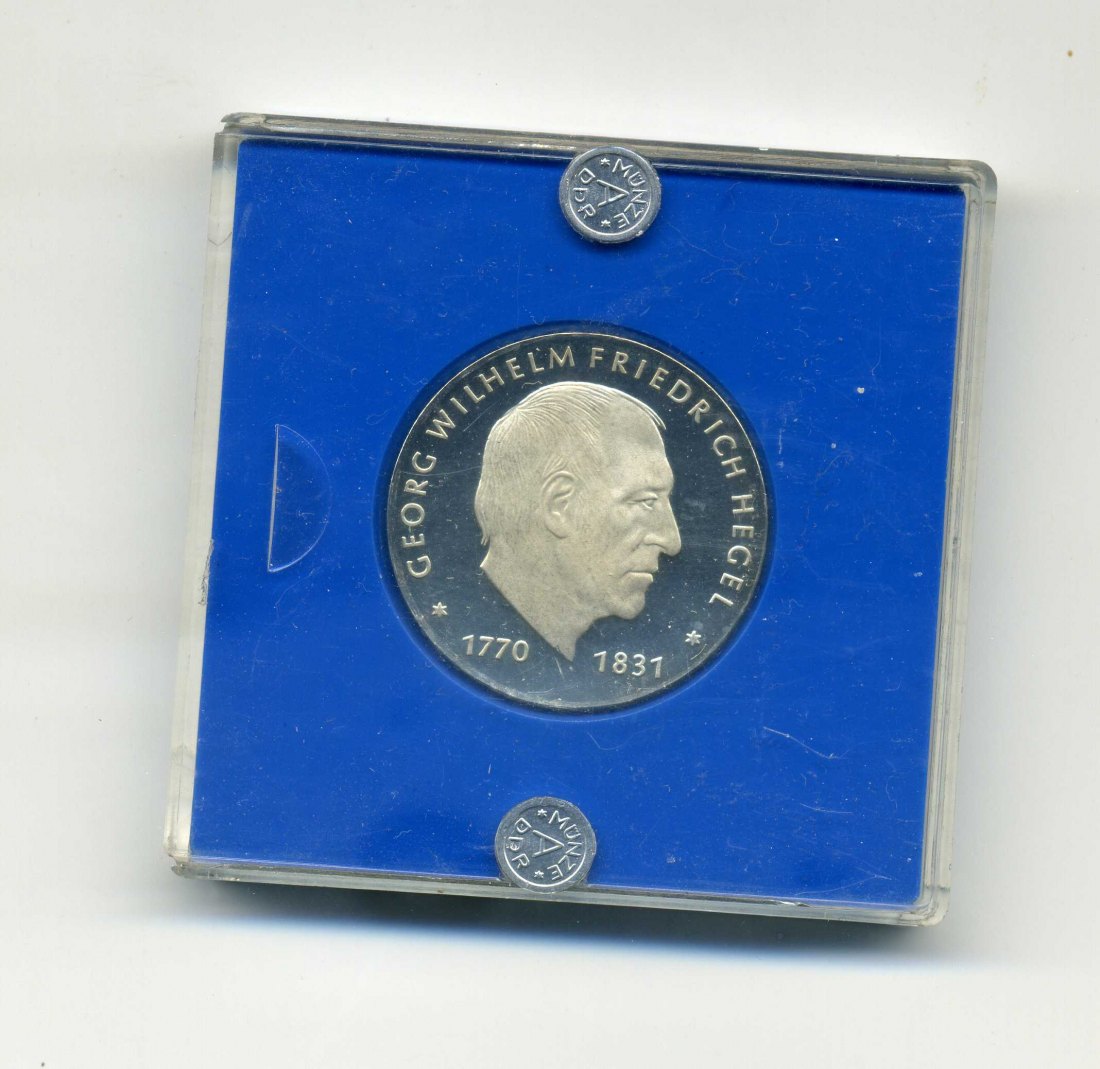 MÜNZE DDR
A
GEORG WILHELM FRIEDRICH HEGEL
1770 1831
MÜNZE DDR
A